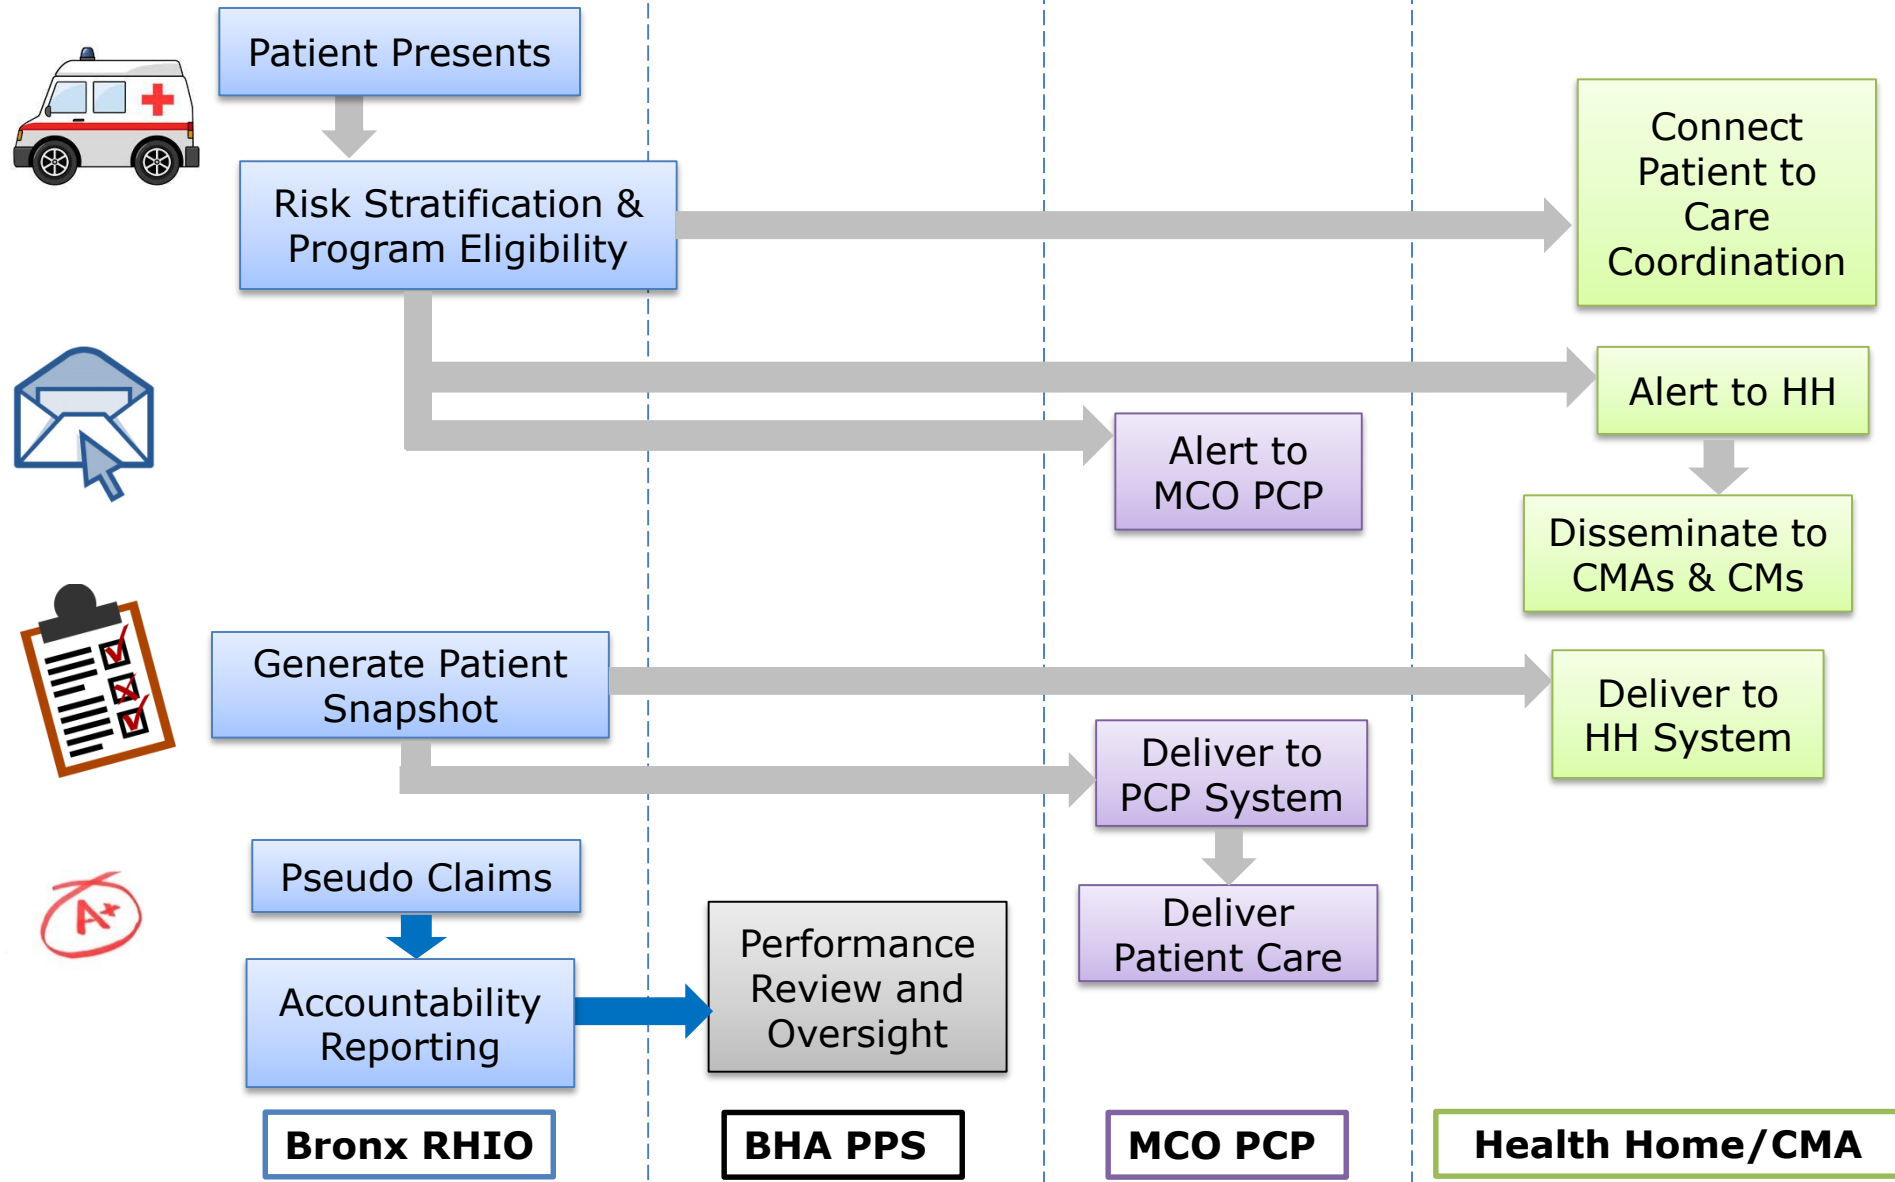 Patient Presents
Connect
Patient to
Care
Coordination
Risk Stratification &
Program Eligibility
Alert to HH
Alert to
MCO PCP
Disseminate to
CMAs & CMs
Generate Patient
Snapshot
Deliver to
HH System
Deliver to
PCP System
Pseudo Claims
Deliver
Patient Care
A+
Performance
Review and
Oversight
Accountability
Reporting
Bronx RHIO
BHA PPS
MCO PCP
Health Home/CMA